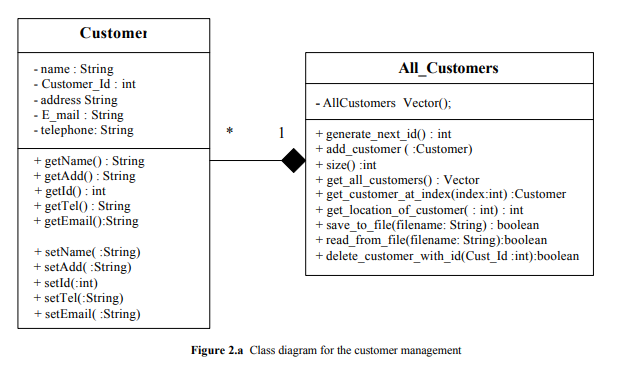 Customer
- name : String
- Customer_Id : int
- address String
- E_mail : String
- telephone: String
+ getName() : String
+ getAdd() : String
+ getId() : int
+ getTel() : String
+ getEmail():String
+ setName( :String)
+ setAdd( :String)
+ setId(:int)
+ setTel(:String)
+ setEmail( :String)
* 1
All_Customers
- AllCustomers Vector();
+ generate_next_id() : int
+ add_customer ( :Customer)
+ size() :int
+ get_all_customers() : Vector
+ get_customer_at_index(index:int) :Customer
+ get_location_of_customer( : int) : int
+ save_to_file(filename: String) : boolean
+ read_from_file(filename: String):boolean
+ delete_customer_with_id(Cust_Id :int):boolean
Figure 2.a Class diagram for the customer management